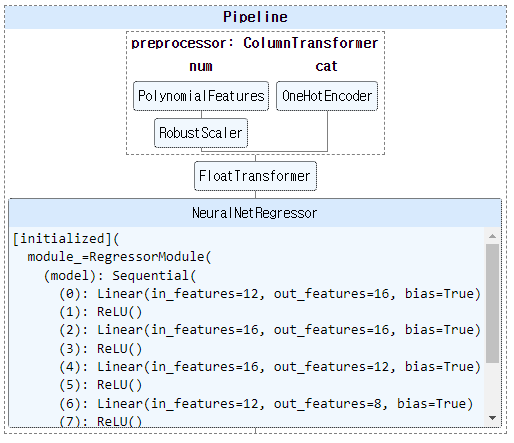 Pipeline
preprocessor: ColumnTransformer
num cat
PolynomialFeatures OneHotEncoder
RobustScaler
FloatTransformer
NeuralNetRegressor
[initialized](
module_=RegressorModule(
(model): Sequential(
(0): Linear(in_features=12, out_features=16, bias=True)
(1): ReLU()
(2): Linear(in_features=16, out_features=16, bias=True)
(3): ReLU()
(4): Linear(in_features=16, out_features=12, bias=True)
(5): ReLU()
(6): Linear(in_features=12, out_features=8, bias=True)
(7): ReLU()